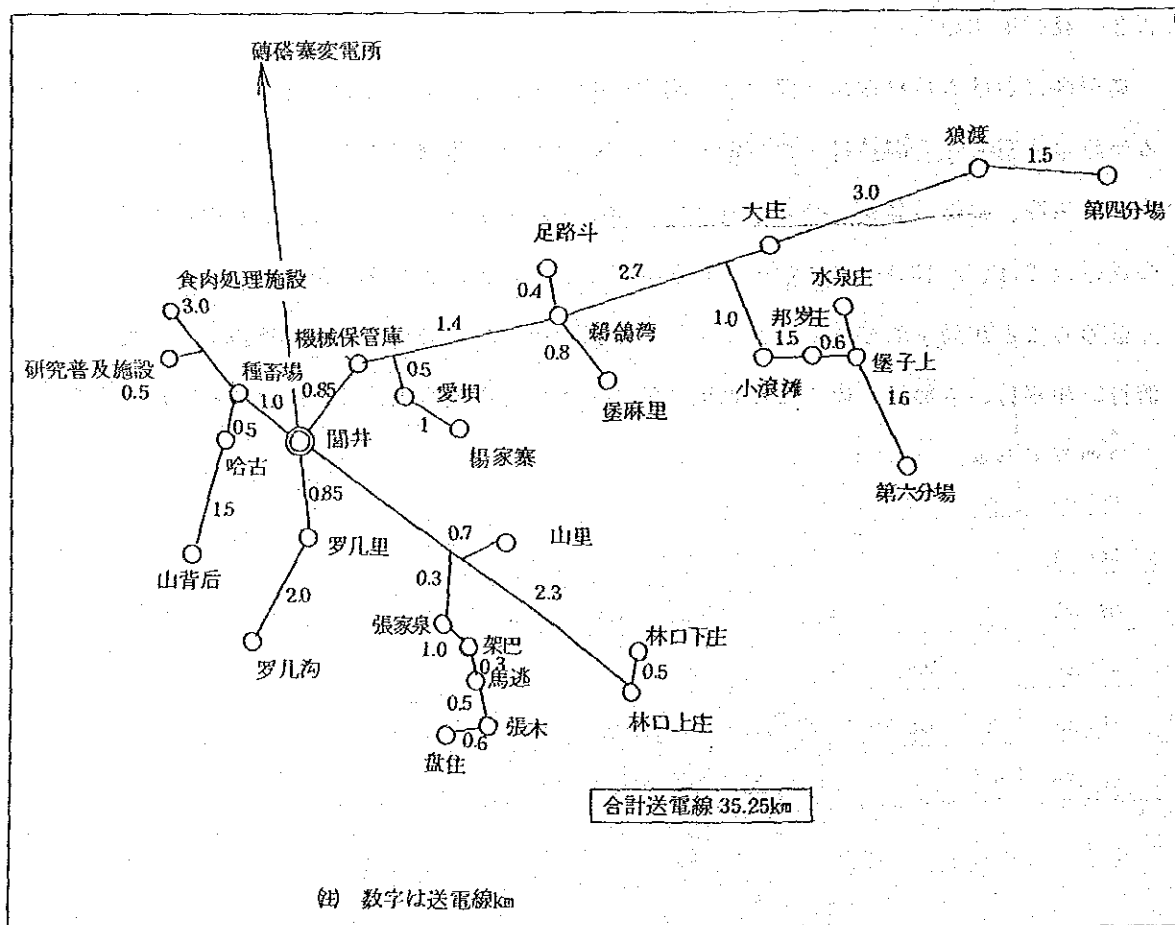 磚硌寨変電所
狼渡
1.5
3.0
第四分場
大庄
足路斗
2.7
水泉庄
食肉処理施設
0.4
3.0
機械保管庫
1.4
鵓鴿湾
1.0
邦岁庄
1.5
0.6
堡子上
研究普及施設
0.5
種畜場
0.85
0.5
愛坝
0.8
堡麻里
小浪滩
1.0
1
1.6
0.5
閭井
楊家寨
哈古
第六分場
0.85
1.5
0.7
山里
罗几里
山背后
0.3
2.3
2.0
張家泉
林口下庄
1.0
架巴
0.3
罗几沟
馬逃
0.5
0.5
林口上庄
張木
0.6
盘住
合計送電線 35.25km
(注) 数字は送電線km